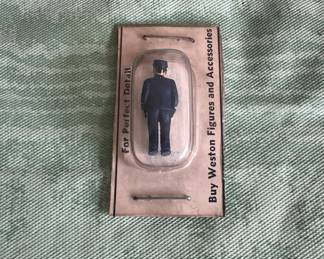 For Perfect Detail
Buy Weston Figures and Accessories